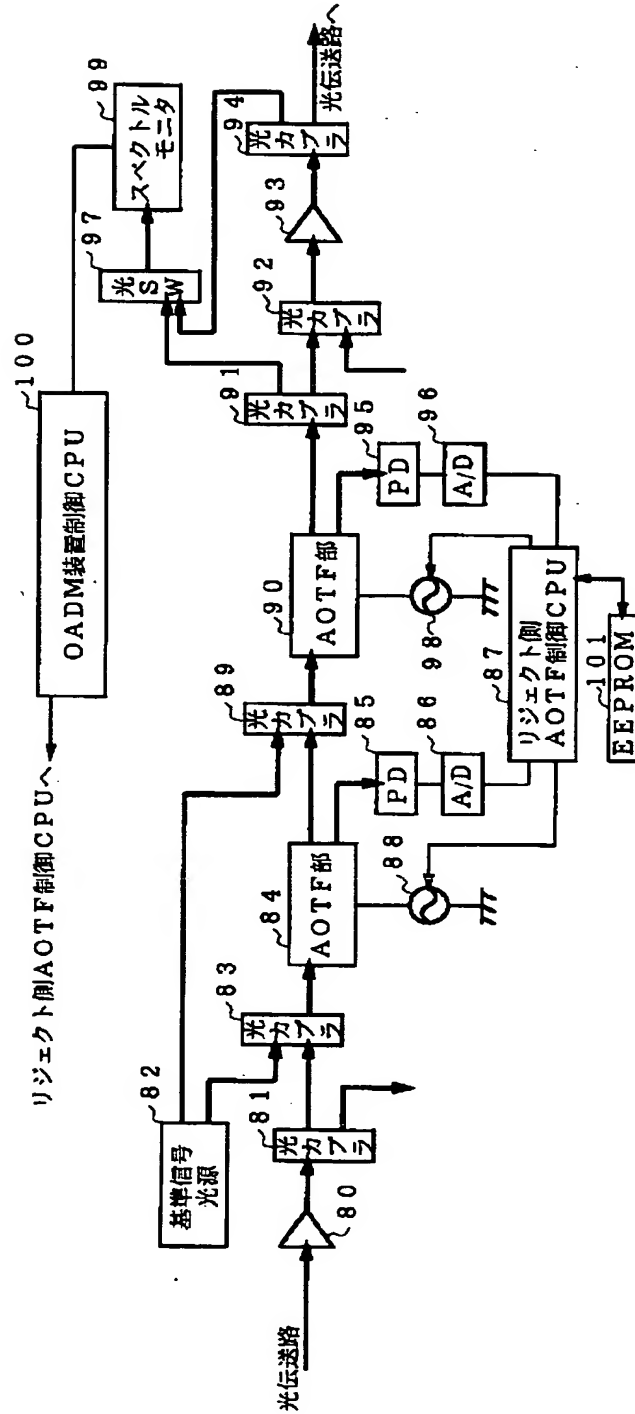 リジェクト側AOTF制御CPUへ
100
OADM装置制御CPU
99
スペクトル
モニタ
97
光SW
82
基準信号
光源
光伝送路
80
81
光カプラ
83
光カプラ
84
AOTF部
85
PD
86
A/D
88
89
光カプラ
90
AOTF部
91
光カプラ
92
光カプラ
93
94
光カプラ
光伝送路へ
95
PD
96
A/D
98
87
リジェクト側
AOTF制御CPU
101
EEPROM